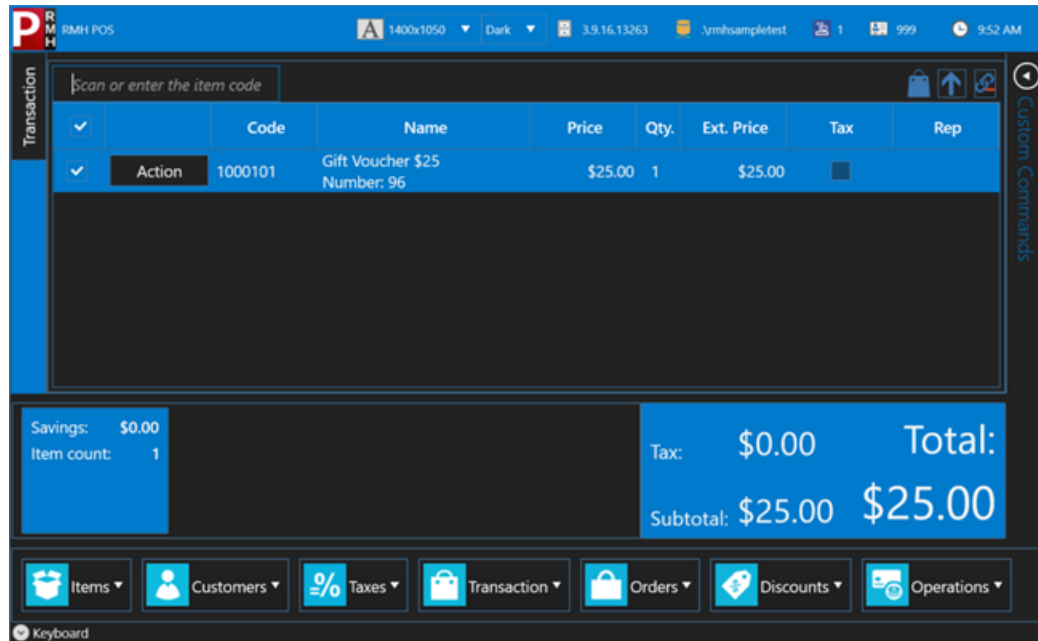 P RMH RMH POS A 1400x1050 Dark 3.9.16.13263 .\rmhsampletest 1 999 9:52 AM
Transaction
Scan or enter the item code
Custom Commands
Code Name Price Qty. Ext. Price Tax Rep
Action 1000101 Gift Voucher $25 $25.00 1 $25.00
Number: 96
Savings: $0.00
Item count: 1
Tax: $0.00 Total:
Subtotal: $25.00 $25.00
Items Customers Taxes Transaction Orders Discounts Operations
Keyboard